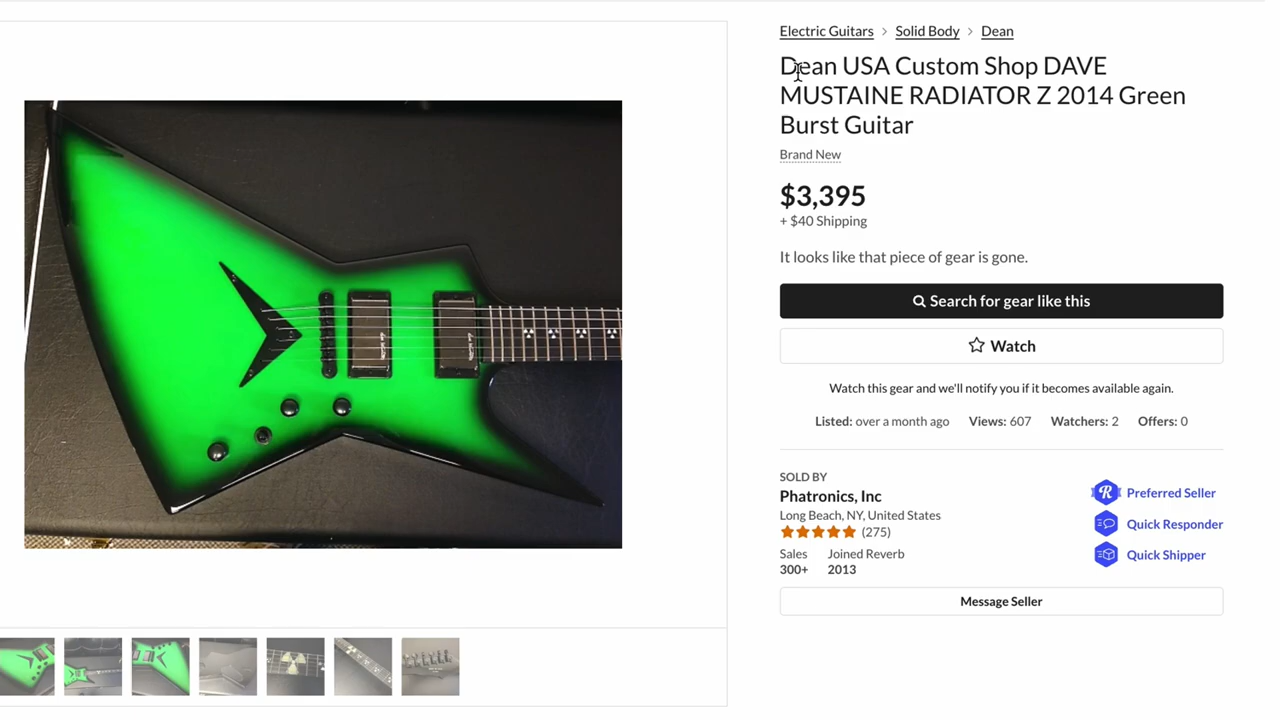 Electric Guitars > Solid Body > Dean
Dean USA Custom Shop DAVE
MUSTAINE RADIATOR Z 2014 Green
Burst Guitar
Brand New
$3,395
+ $40 Shipping
It looks like that piece of gear is gone.
Search for gear like this
Watch
Watch this gear and we'll notify you if it becomes available again.
Listed: over a month ago Views: 607 Watchers: 2 Offers: 0
SOLD BY
Phatronics, Inc
Long Beach, NY, United States
(275)
Sales Joined Reverb
300+ 2013
Preferred Seller
Quick Responder
Quick Shipper
Message Seller